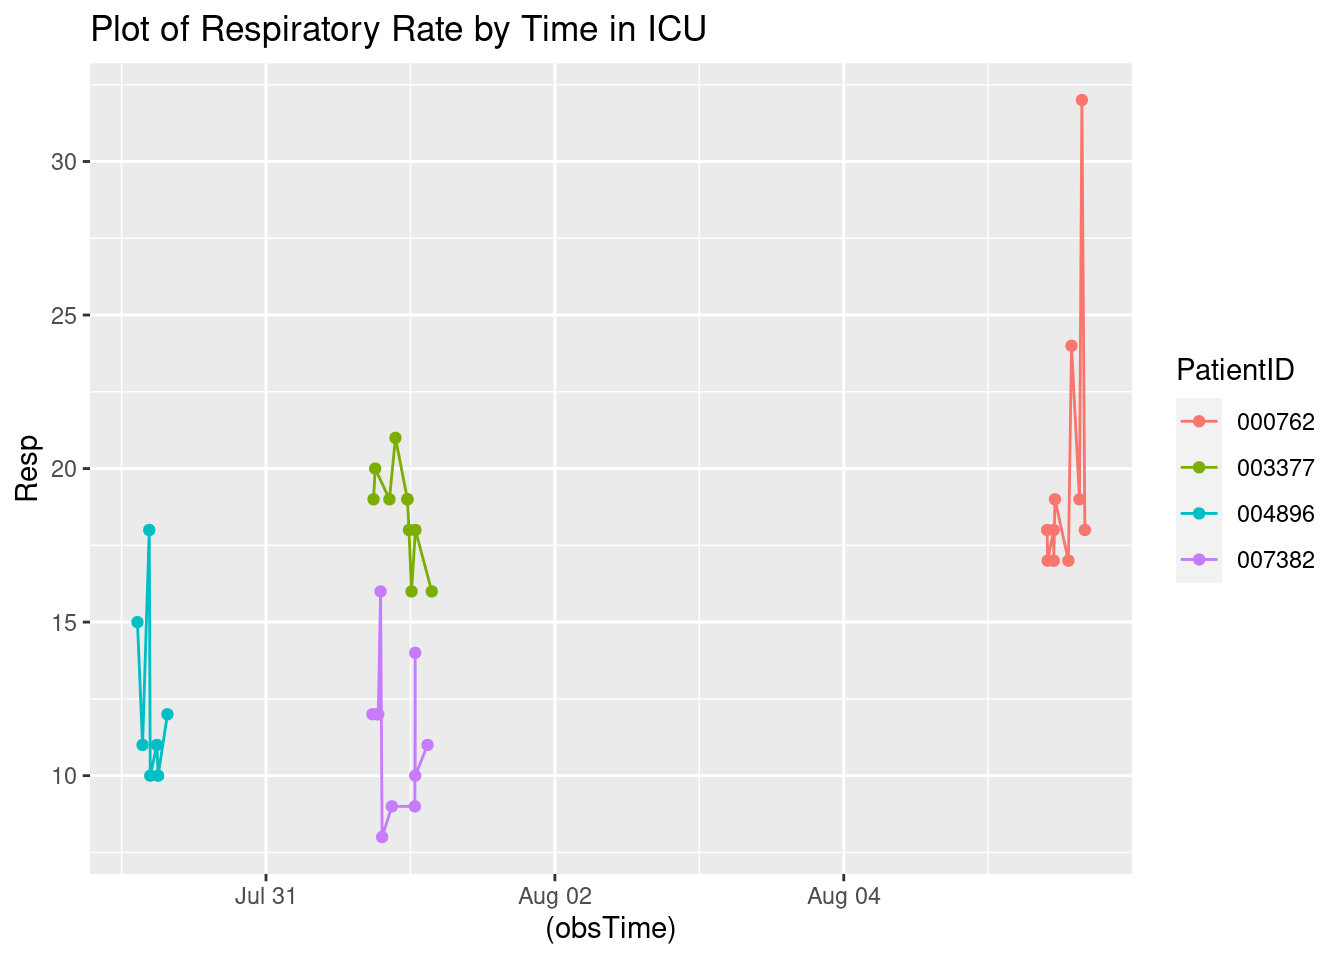 Plot of Respiratory Rate by Time in ICU
30
25
20
15
10
Resp
Jul 31
Aug 02
Aug 04
(obsTime)
PatientID
000762
003377
004896
007382